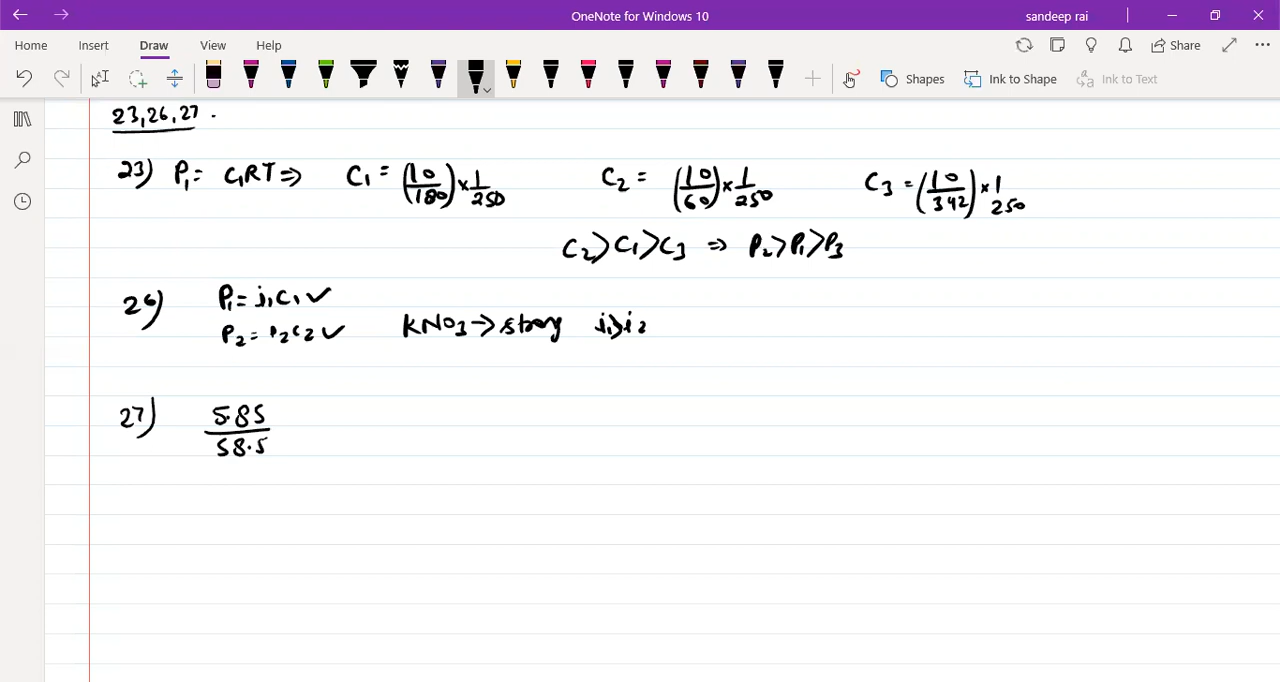 OneNote for Windows 10
sandeep rai
Home Insert Draw View Help
Share
Shapes Ink to Shape Ink to Text
23,26,27 .
23) P₁= C₁RT ⇒ C₁ = (10/180) × 1/250 C₂ = (10/60) × 1/250 C₃ = (10/342) × 1/250
C₂ > C₁ > C₃ ⇒ P₂ > P₁ > P₃
26) P₁= i₁C₁ ✓
P₂ = i₂C₂ ✓ KNO₃ → strong i₁>i₂
27) 5.85/58.5